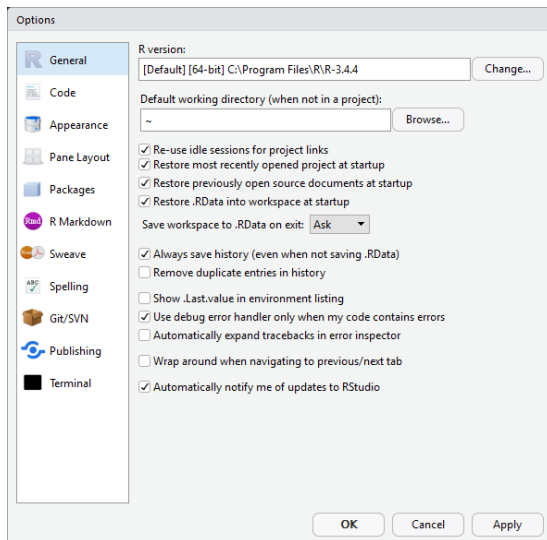 Options
General
Code
Appearance
Pane Layout
Packages
Rmd R Markdown
Sweave
ABC Spelling
Git/SVN
Publishing
Terminal
R version:
[Default] [64-bit] C:\Program Files\R\R-3.4.4 Change...
Default working directory (when not in a project):
~ Browse...
Re-use idle sessions for project links
Restore most recently opened project at startup
Restore previously open source documents at startup
Restore .RData into workspace at startup
Save workspace to .RData on exit: Ask
Always save history (even when not saving .RData)
Remove duplicate entries in history
Show .Last.value in environment listing
Use debug error handler only when my code contains errors
Automatically expand tracebacks in error inspector
Wrap around when navigating to previous/next tab
Automatically notify me of updates to RStudio
OK Cancel Apply